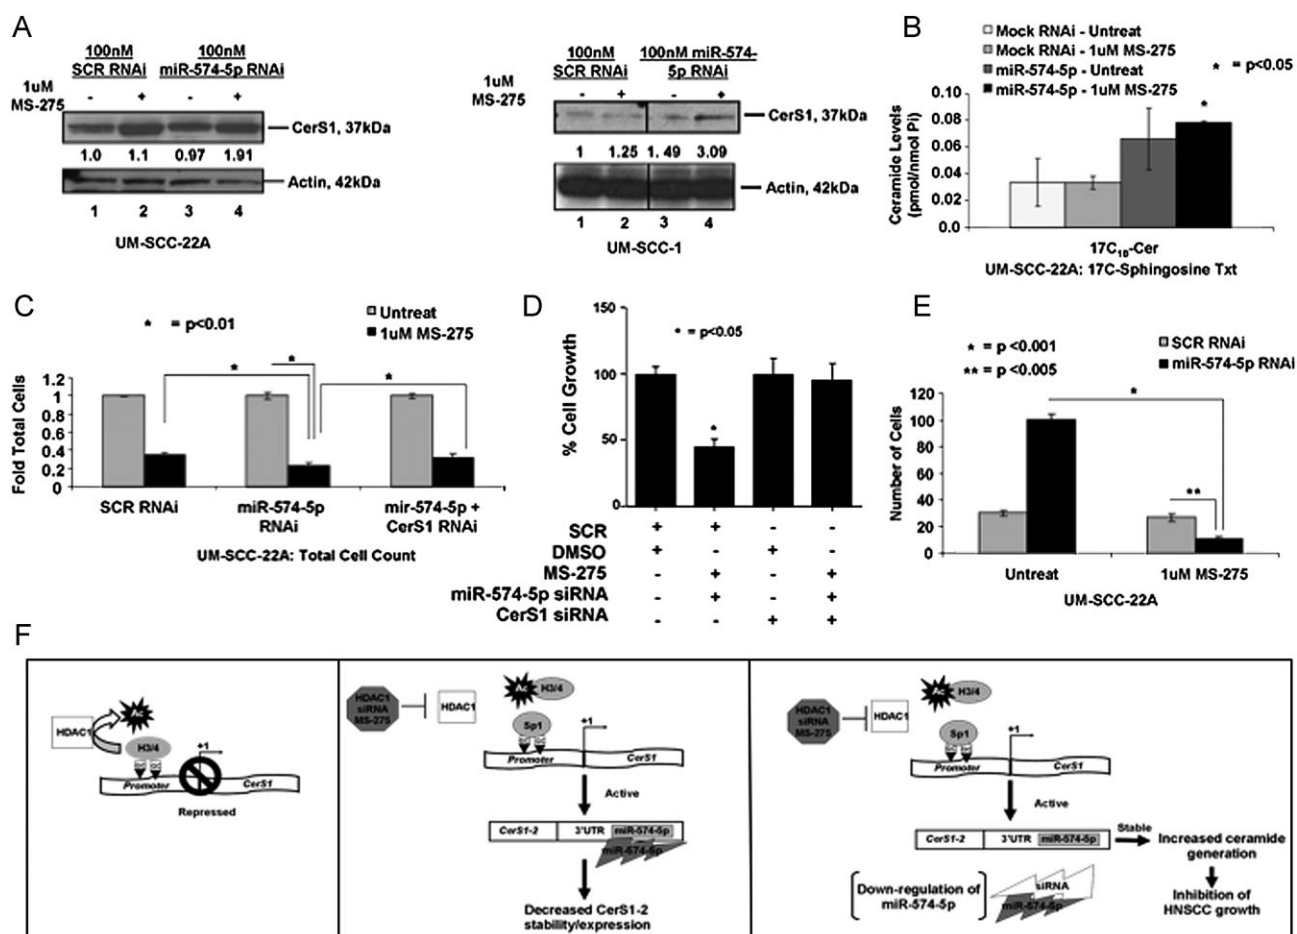 A
100nM
SCR RNAi
100nM
miR-574-5p RNAi
1uM
MS-275
- + - +
CerS1, 37kDa
1.0 1.1 0.97 1.91
Actin, 42kDa
1 2 3 4
UM-SCC-22A
100nM
SCR RNAi
100nM miR-574-
5p RNAi
1uM
MS-275
- + - +
CerS1, 37kDa
1 1.25 1. 49 3.09
Actin, 42kDa
1 2 3 4
UM-SCC-1
B
Mock RNAi - Untreat
Mock RNAi - 1uM MS-275
miR-574-5p - Untreat
miR-574-5p - 1uM MS-275
* = p<0.05
Ceramide Levels
(pmol/nmol Pi)
0.10
0.08
0.06
0.04
0.02
0.0
*
17C18-Cer
UM-SCC-22A: 17C-Sphingosine Txt
C
* = p<0.01
Untreat
1uM MS-275
Fold Total Cells
1.2
1
0.8
0.6
0.4
0.2
0
* * *
SCR RNAi
miR-574-5p
RNAi
mir-574-5p +
CerS1 RNAi
UM-SCC-22A: Total Cell Count
D
% Cell Growth
150
100
50
0
* = p<0.05
*
SCR + + - -
DMSO + - + -
MS-275 - + - +
miR-574-5p siRNA - + - +
CerS1 siRNA - - + +
E
* = p <0.001
** = p <0.005
SCR RNAi
miR-574-5p RNAi
Number of Cells
120
100
80
60
40
20
0
*
**
Untreat
1uM MS-275
UM-SCC-22A
F
HDAC1
Ac
H3/4
+1
Promoter
CerS1
Repressed
HDAC1
siRNA
MS-275
HDAC1
Ac
H3/4
Sp1
+1
Promoter
CerS1
Active
CerS1-2
3'UTR
miR-574-5p
miR-574-5p
Decreased CerS1-2
stability/expression
HDAC1
siRNA
MS-275
HDAC1
Ac
H3/4
Sp1
+1
Promoter
CerS1
Active
CerS1-2
3'UTR
miR-574-5p
Stable
Increased ceramide
generation
Down-regulation of
miR-574-5p
siRNA
miR-574-5p
Inhibition of
HNSCC growth